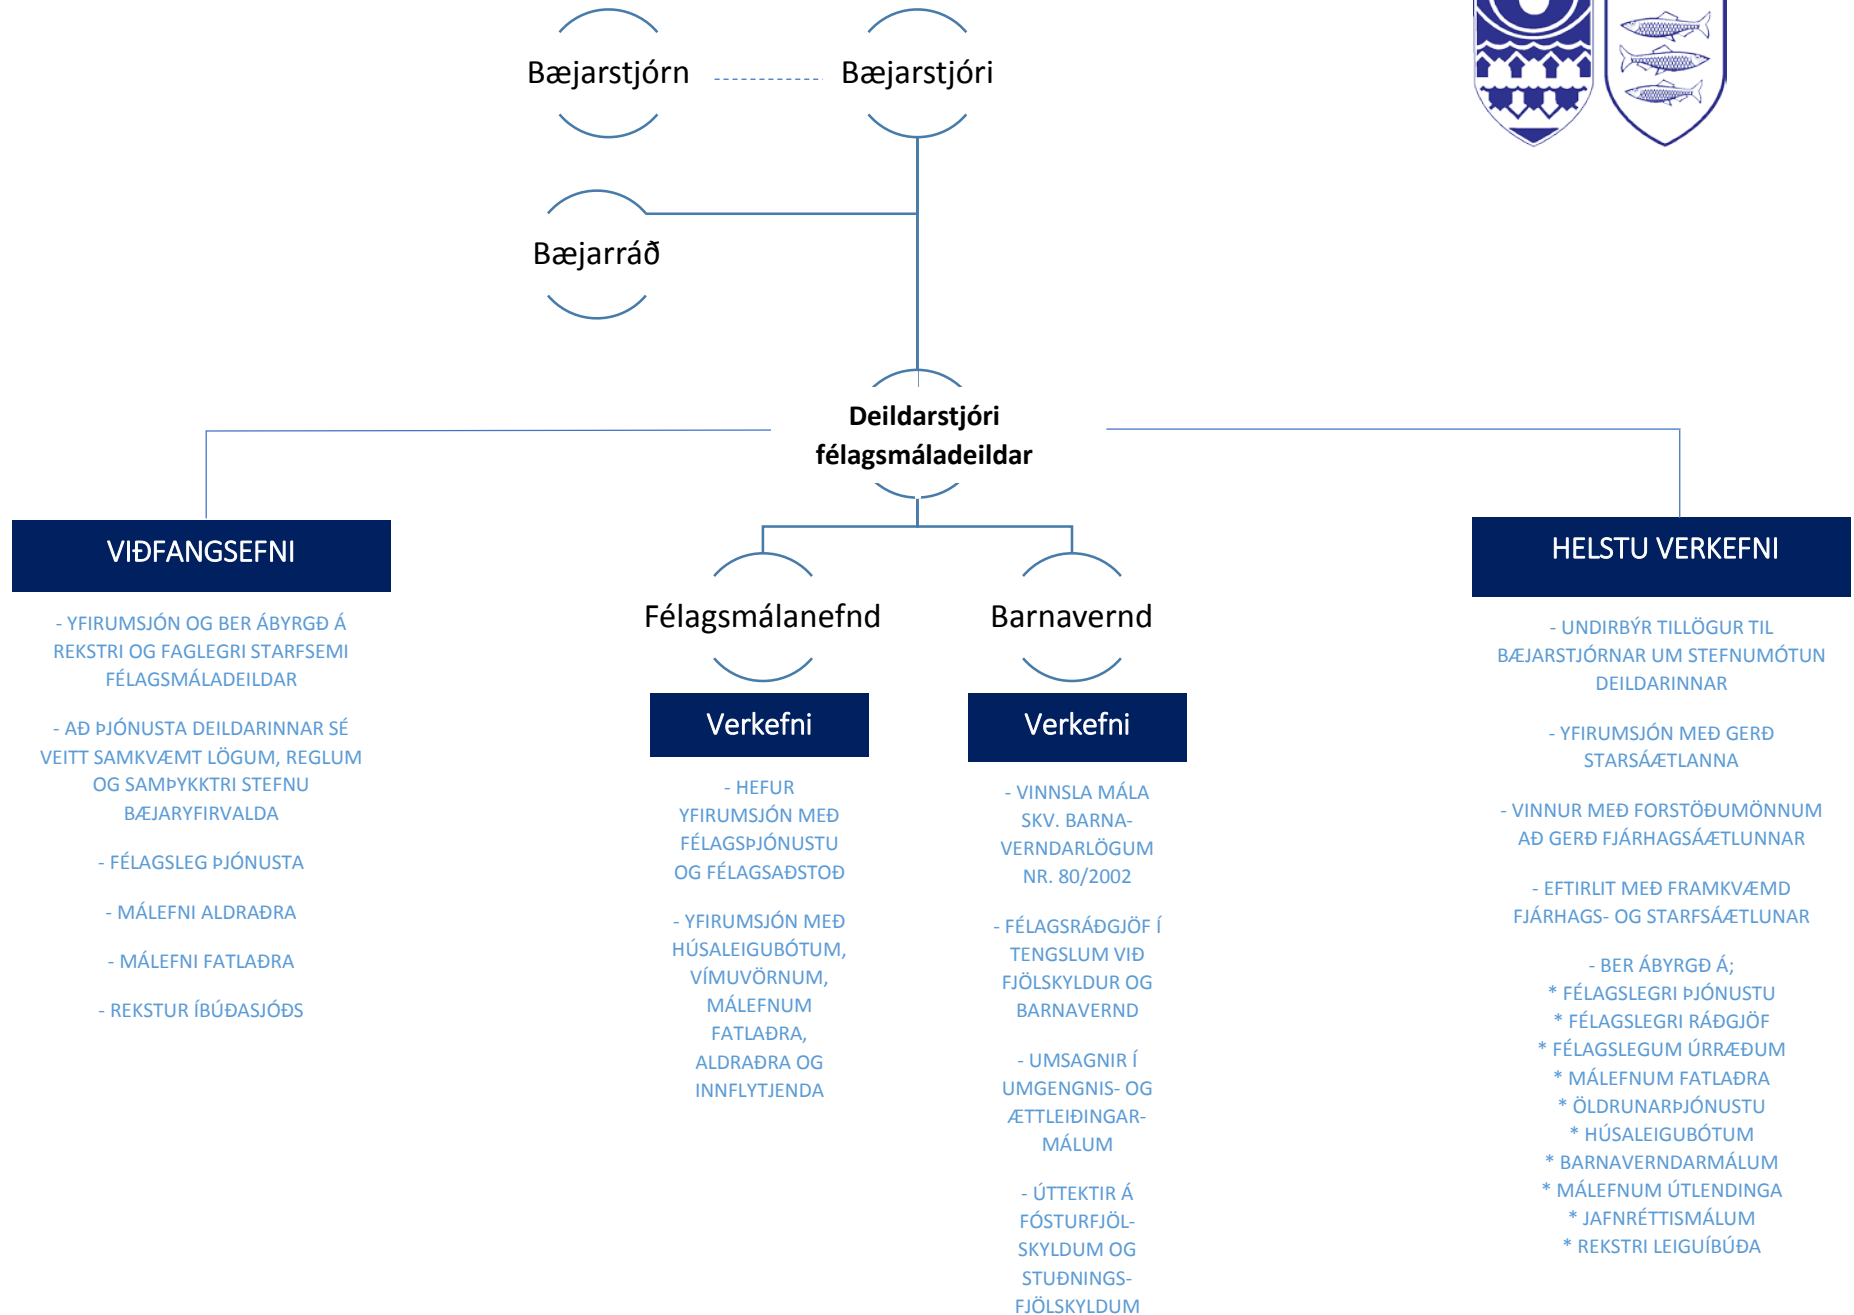 Bæjarstjórn
Bæjarstjóri
Bæjarráð
Deildarstjóri
félagsmáladeildar
VIÐFANGSEFNI
- YFIRUMSJÓN OG BER ÁBYRGÐ Á
REKSTRI OG FAGLEGRI STARFSEMI
FÉLAGSMÁLADEILDAR
- AÐ ÞJÓNUSTA DEILDARINNAR SÉ
VEITT SAMKVÆMT LÖGUM, REGLUM
OG SAMÞYKKTRI STEFNU
BÆJARYFIRVALDA
- FÉLAGSLEG ÞJÓNUSTA
- MÁLEFNI ALDRAÐRA
- MÁLEFNI FATLAÐRA
- REKSTUR ÍBÚÐASJÓÐS
Félagsmálanefnd
Verkefni
- HEFUR
YFIRUMSJÓN MEÐ
FÉLAGSÞJÓNUSTU
OG FÉLAGSAÐSTOÐ
- YFIRUMSJÓN MEÐ
HÚSALEIGUBÓTUM,
VÍMUVÖRNUM,
MÁLEFNUM
FATLAÐRA,
ALDRAÐRA OG
INNFLYTJENDA
Barnavernd
Verkefni
- VINNSLA MÁLA
SKV. BARNA-
VERNDARLÖGUM
NR. 80/2002
- FÉLAGSRÁÐGJÖF Í
TENGSLUM VIÐ
FJÖLSKYLDUR OG
BARNAVERND
- UMSAGNIR Í
UMGENGNIS- OG
ÆTTLEIÐINGAR-
MÁLUM
- ÚTTEKTIR Á
FÓSTURFJÖL-
SKYLDUM OG
STUÐNINGS-
FJÖLSKYLDUM
HELSTU VERKEFNI
- UNDIRBÝR TILLÖGUR TIL
BÆJARSTJÓRNAR UM STEFNUMÓTUN
DEILDARINNAR
- YFIRUMSJÓN MEÐ GERÐ
STARSÁÆTLANNA
- VINNUR MEÐ FORSTÖÐUMÖNNUM
AÐ GERÐ FJÁRHAGSÁÆTLUNNAR
- EFTIRLIT MEÐ FRAMKVÆMD
FJÁRHAGS- OG STARFSÁÆTLUNAR
- BER ÁBYRGÐ Á;
* FÉLAGSLEGRI ÞJÓNUSTU
* FÉLAGSLEGRI RÁÐGJÖF
* FÉLAGSLEGUM ÚRRÆÐUM
* MÁLEFNUM FATLAÐRA
* ÖLDRUNARÞJÓNUSTU
* HÚSALEIGUBÓTUM
* BARNAVERNDARMÁLUM
* MÁLEFNUM ÚTLENDINGA
* JAFNRÉTTISMÁLUM
* REKSTRI LEIGUÍBÚÐA